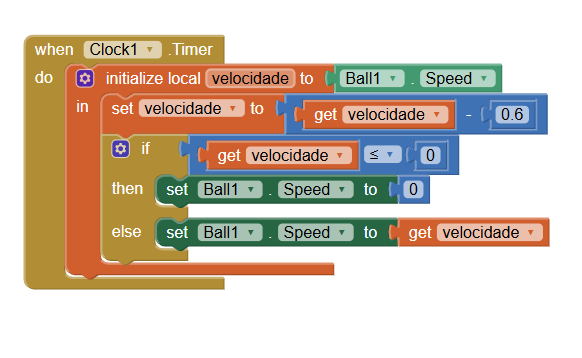 when Clock1 .Timer
do initialize local velocidade to Ball1 . Speed
in set velocidade to get velocidade - 0.6
if get velocidade ≤ 0
then set Ball1 . Speed to 0
else set Ball1 . Speed to get velocidade